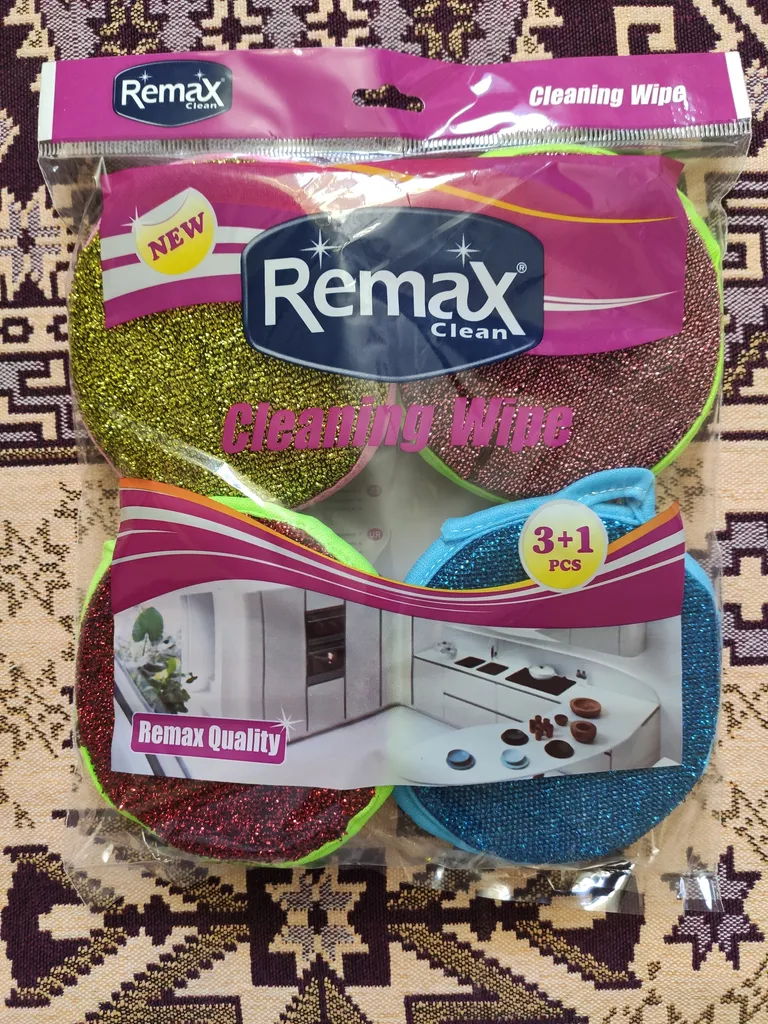 Remax
Clean
Cleaning Wipe
NEW
Remax®
Clean
Cleaning Wipe
3+1
PCS
Remax Quality